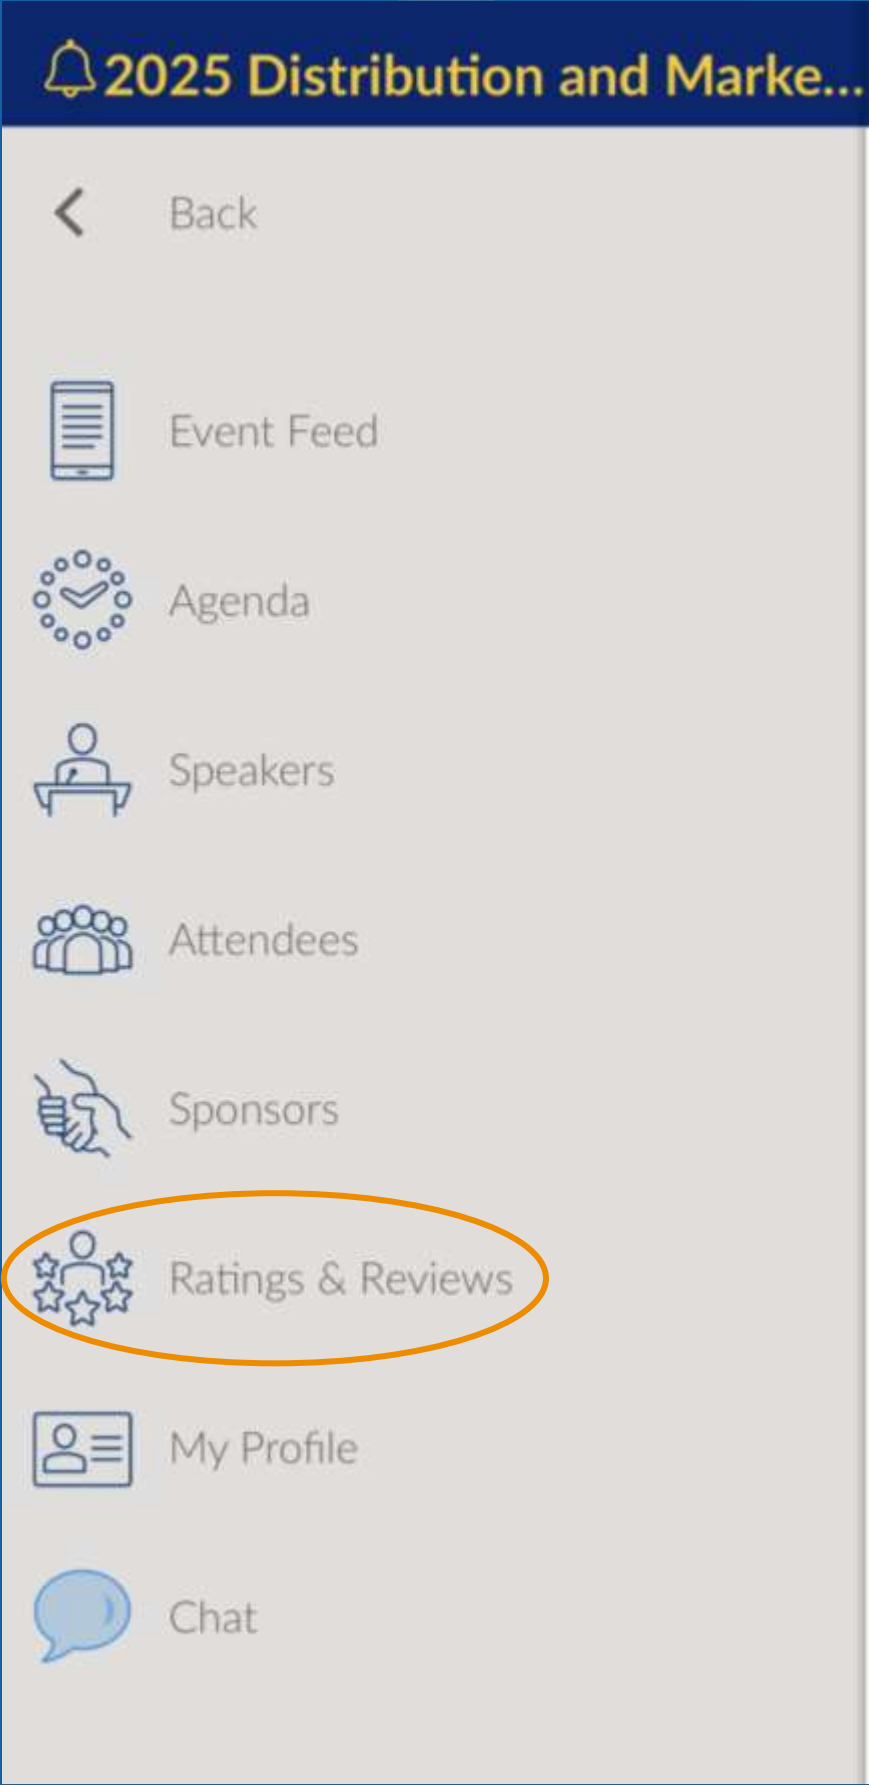 2025 Distribution and Marke...
Back
Event Feed
Agenda
Speakers
Attendees
Sponsors
Ratings & Reviews
My Profile
Chat